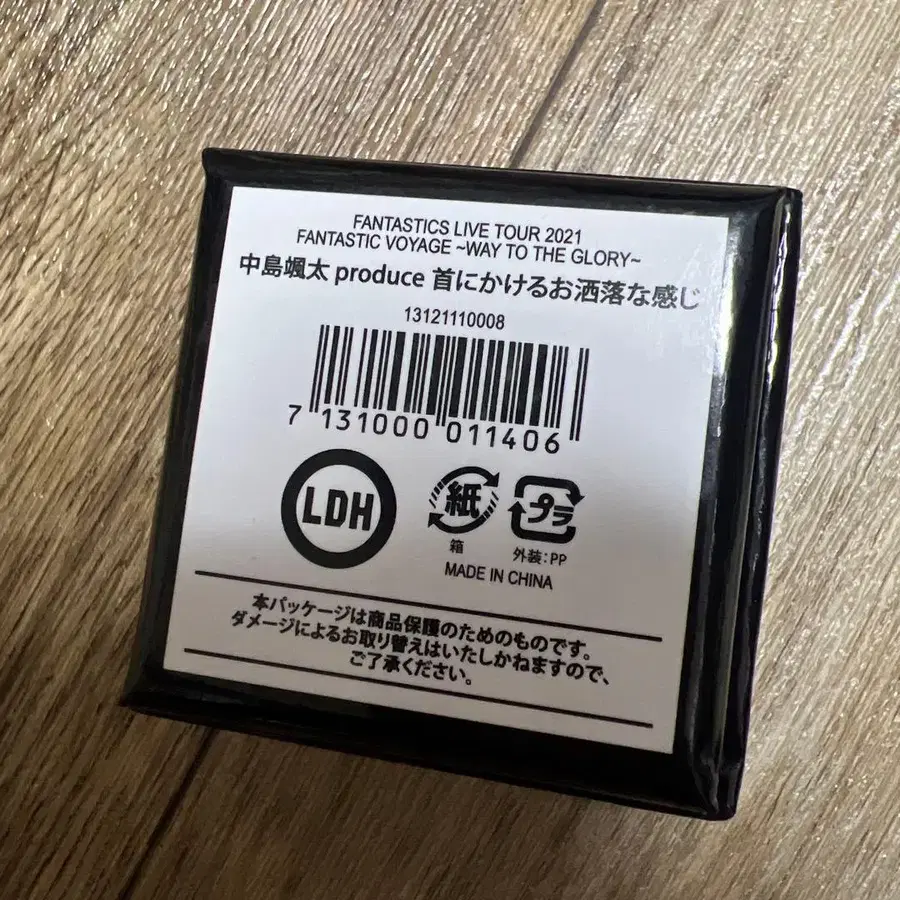 FANTASTICS LIVE TOUR 2021
FANTASTIC VOYAGE ~WAY TO THE GLORY~
中島颯太 produce 首にかけるお洒落な感じ
13121110008
7 131000 011406
LDH
紙
プラ
箱
外装:PP
MADE IN CHINA
本パッケージは商品保護のためのものです。
ダメージによるお取り替えはいたしかねますので、
ご了承ください。